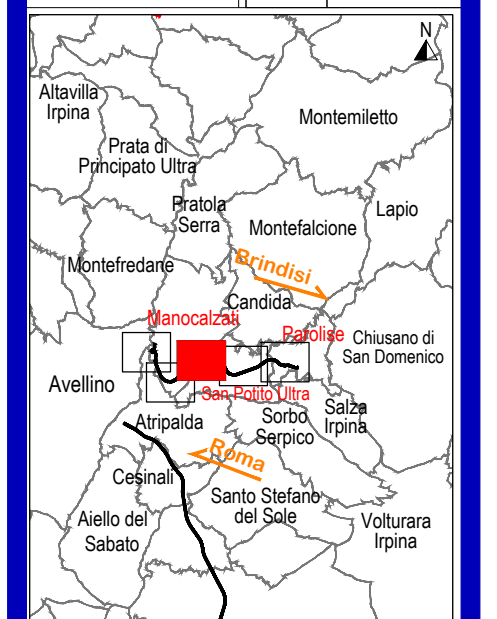 N
Altavilla
Irpina
Montemiletto
Prata di
Principato Ultra
Pratola
Serra
Lapio
Montefalcione
Montefredane
Brindisi
Candida
Manocalzati
Parolise
Chiusano di
San Domenico
Avellino
San Potito Ultra
Salza
Irpina
Atripalda
Sorbo
Serpico
Roma
Cesinali
Santo Stefano
del Sole
Aiello del
Sabato
Volturara
Irpina